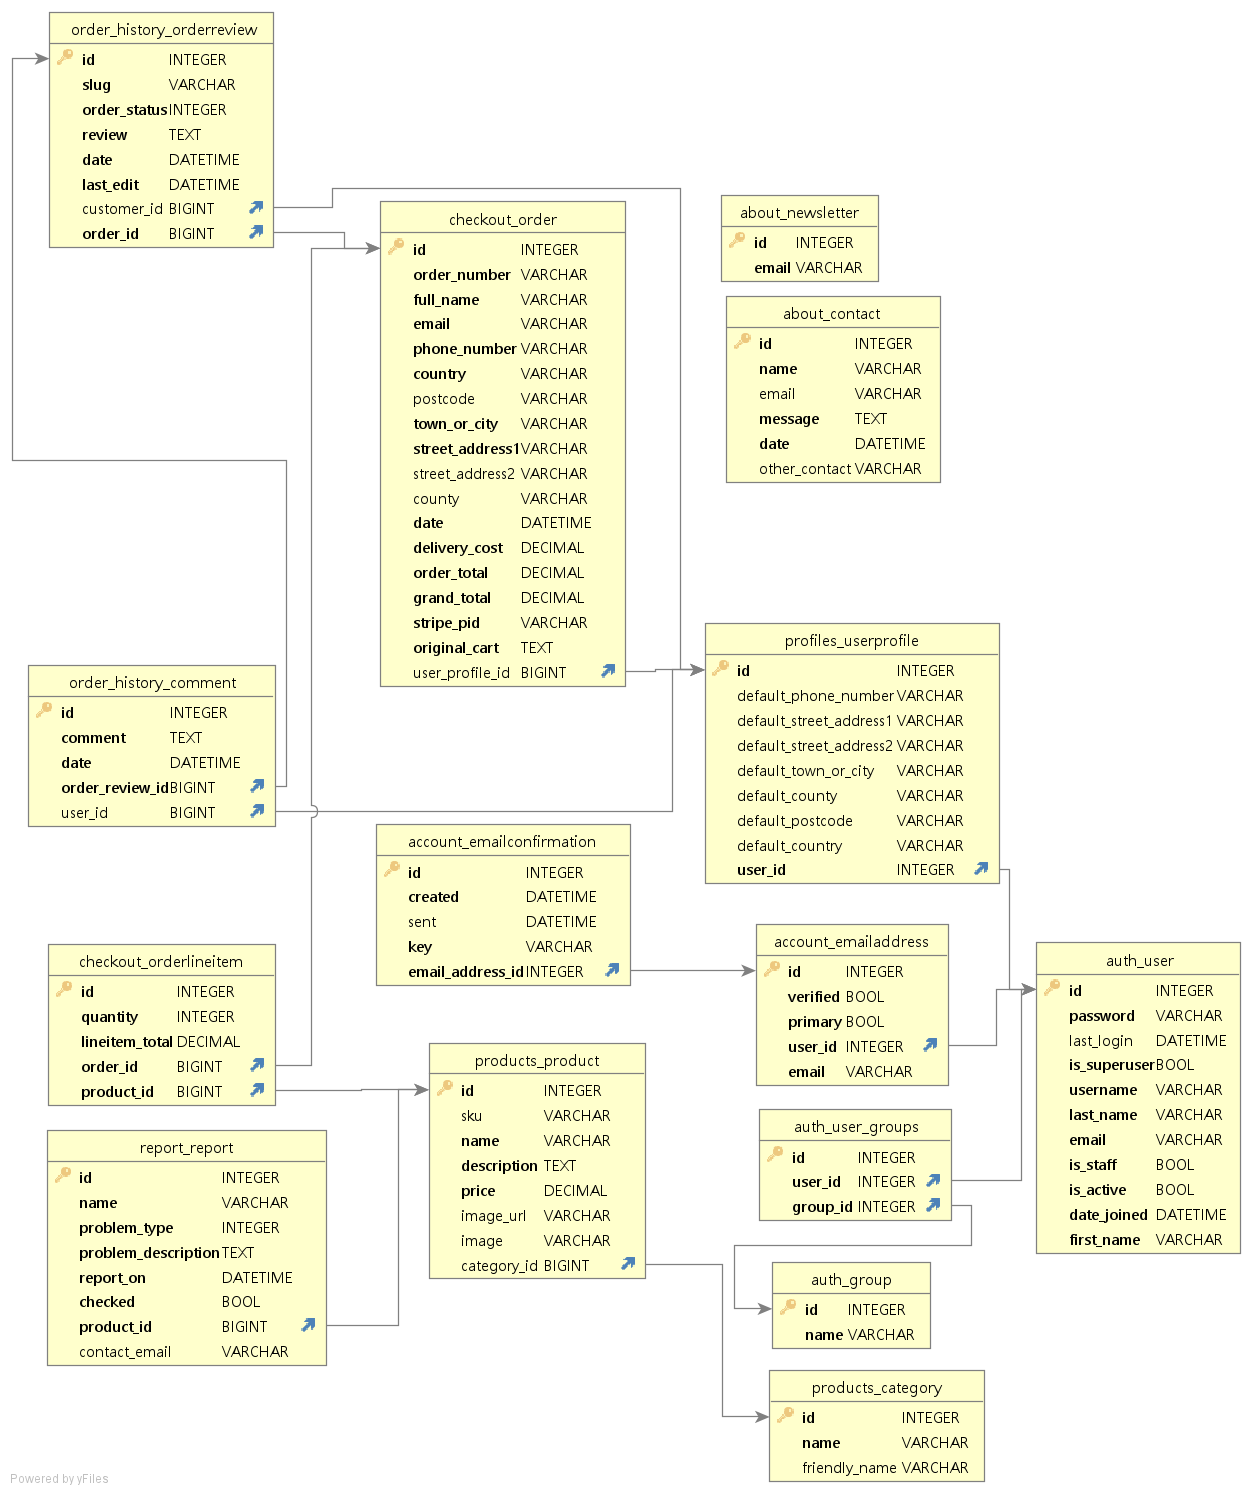 order_history_orderreview
id INTEGER
slug VARCHAR
order_status INTEGER
review TEXT
date DATETIME
last_edit DATETIME
customer_id BIGINT
order_id BIGINT
checkout_order
id INTEGER
order_number VARCHAR
full_name VARCHAR
email VARCHAR
phone_number VARCHAR
country VARCHAR
postcode VARCHAR
town_or_city VARCHAR
street_address1 VARCHAR
street_address2 VARCHAR
county VARCHAR
date DATETIME
delivery_cost DECIMAL
order_total DECIMAL
grand_total DECIMAL
stripe_pid VARCHAR
original_cart TEXT
user_profile_id BIGINT
about_newsletter
id INTEGER
email VARCHAR
about_contact
id INTEGER
name VARCHAR
email VARCHAR
message TEXT
date DATETIME
other_contact VARCHAR
profiles_userprofile
id INTEGER
default_phone_number VARCHAR
default_street_address1 VARCHAR
default_street_address2 VARCHAR
default_town_or_city VARCHAR
default_county VARCHAR
default_postcode VARCHAR
default_country VARCHAR
user_id INTEGER
order_history_comment
id INTEGER
comment TEXT
date DATETIME
order_review_id BIGINT
user_id BIGINT
account_emailconfirmation
id INTEGER
created DATETIME
sent DATETIME
key VARCHAR
email_address_id INTEGER
account_emailaddress
id INTEGER
verified BOOL
primary BOOL
user_id INTEGER
email VARCHAR
auth_user
id INTEGER
password VARCHAR
last_login DATETIME
is_superuser BOOL
username VARCHAR
last_name VARCHAR
email VARCHAR
is_staff BOOL
is_active BOOL
date_joined DATETIME
first_name VARCHAR
checkout_orderlineitem
id INTEGER
quantity INTEGER
lineitem_total DECIMAL
order_id BIGINT
product_id BIGINT
products_product
id INTEGER
sku VARCHAR
name VARCHAR
description TEXT
price DECIMAL
image_url VARCHAR
image VARCHAR
category_id BIGINT
auth_user_groups
id INTEGER
user_id INTEGER
group_id INTEGER
report_report
id INTEGER
name VARCHAR
problem_type INTEGER
problem_description TEXT
report_on DATETIME
checked BOOL
product_id BIGINT
contact_email VARCHAR
auth_group
id INTEGER
name VARCHAR
products_category
id INTEGER
name VARCHAR
friendly_name VARCHAR
Powered by yFiles